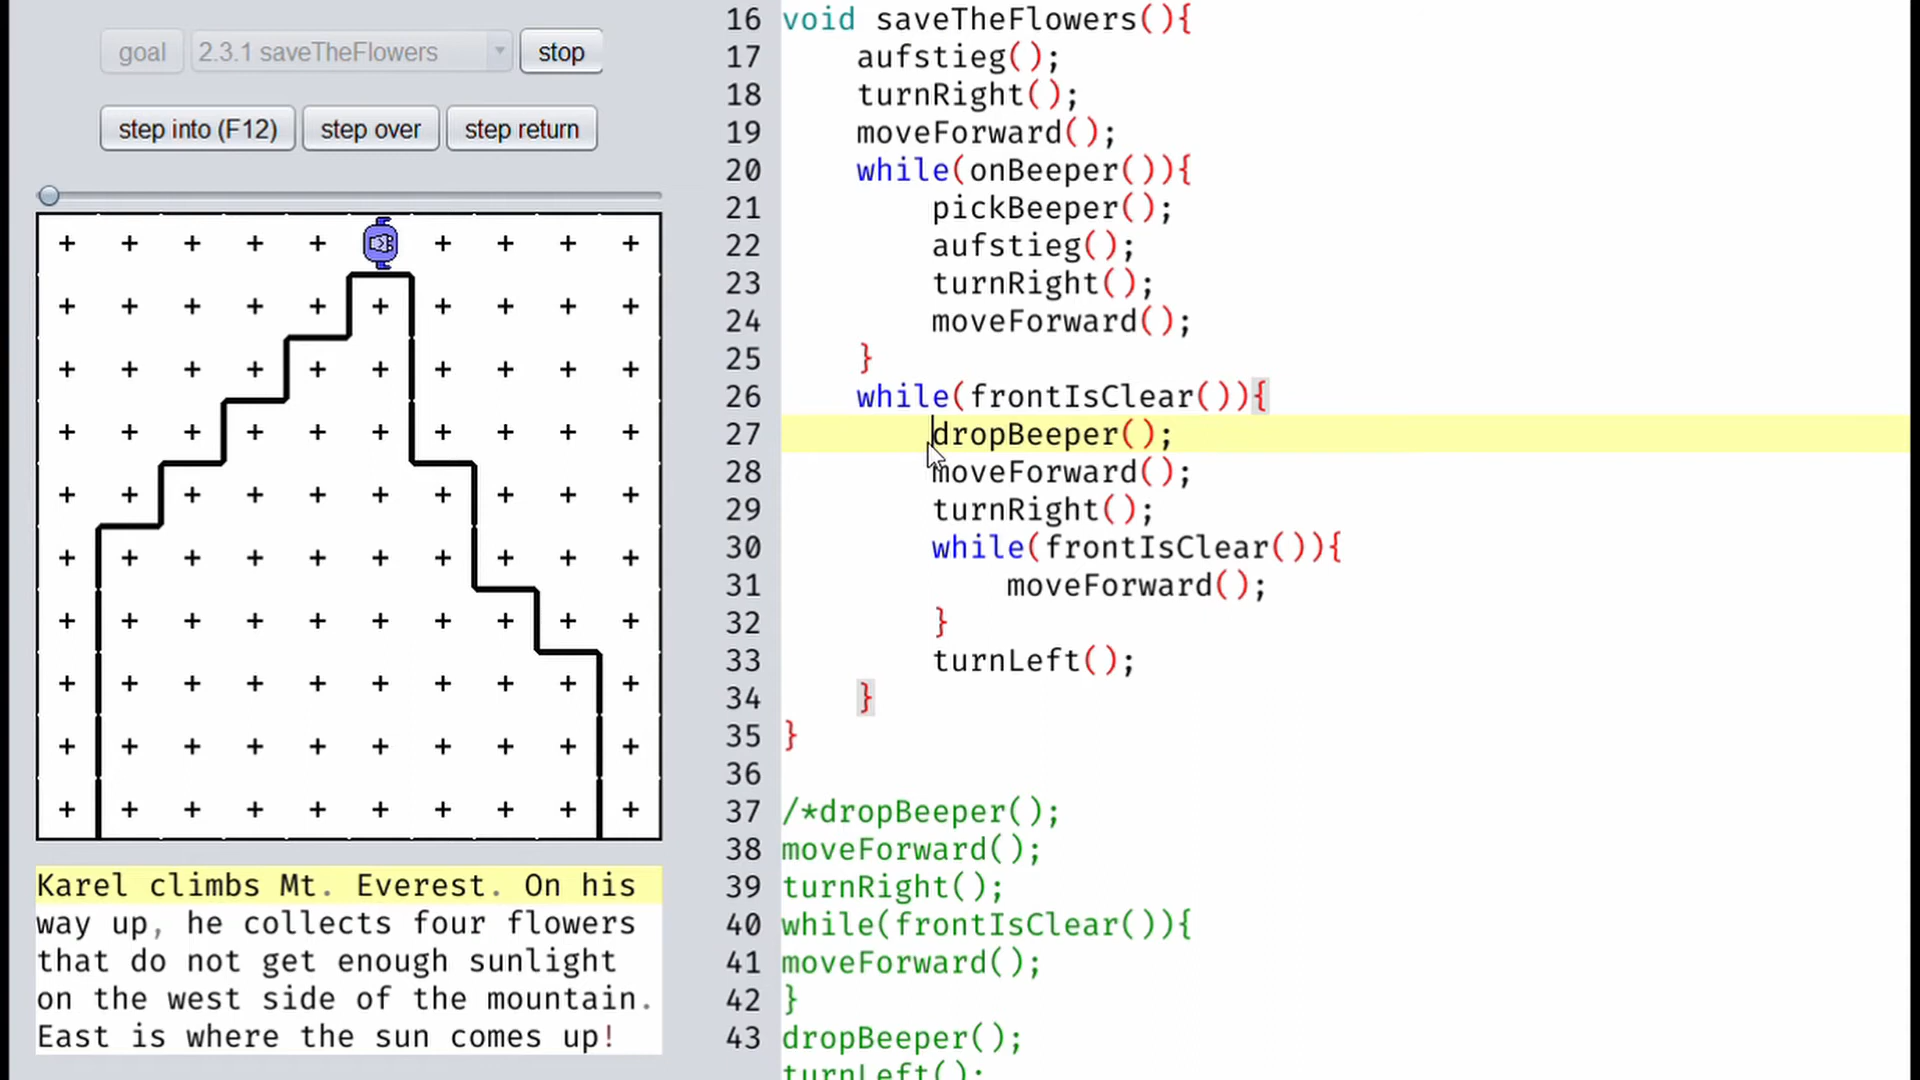 goal
2.3.1 saveTheFlowers
stop
step into (F12)
step over
step return
Karel climbs Mt. Everest. On his
way up, he collects four flowers
that do not get enough sunlight
on the west side of the mountain.
East is where the sun comes up!
16 void saveTheFlowers(){
17 aufstieg();
18 turnRight();
19 moveForward();
20 while(onBeeper()){
21 pickBeeper();
22 aufstieg();
23 turnRight();
24 moveForward();
25 }
26 while(frontIsClear()){
27 dropBeeper();
28 moveForward();
29 turnRight();
30 while(frontIsClear()){
31 moveForward();
32 }
33 turnLeft();
34 }
35 }
36
37 /*dropBeeper();
38 moveForward();
39 turnRight();
40 while(frontIsClear()){
41 moveForward();
42 }
43 dropBeeper();
turnLeft();